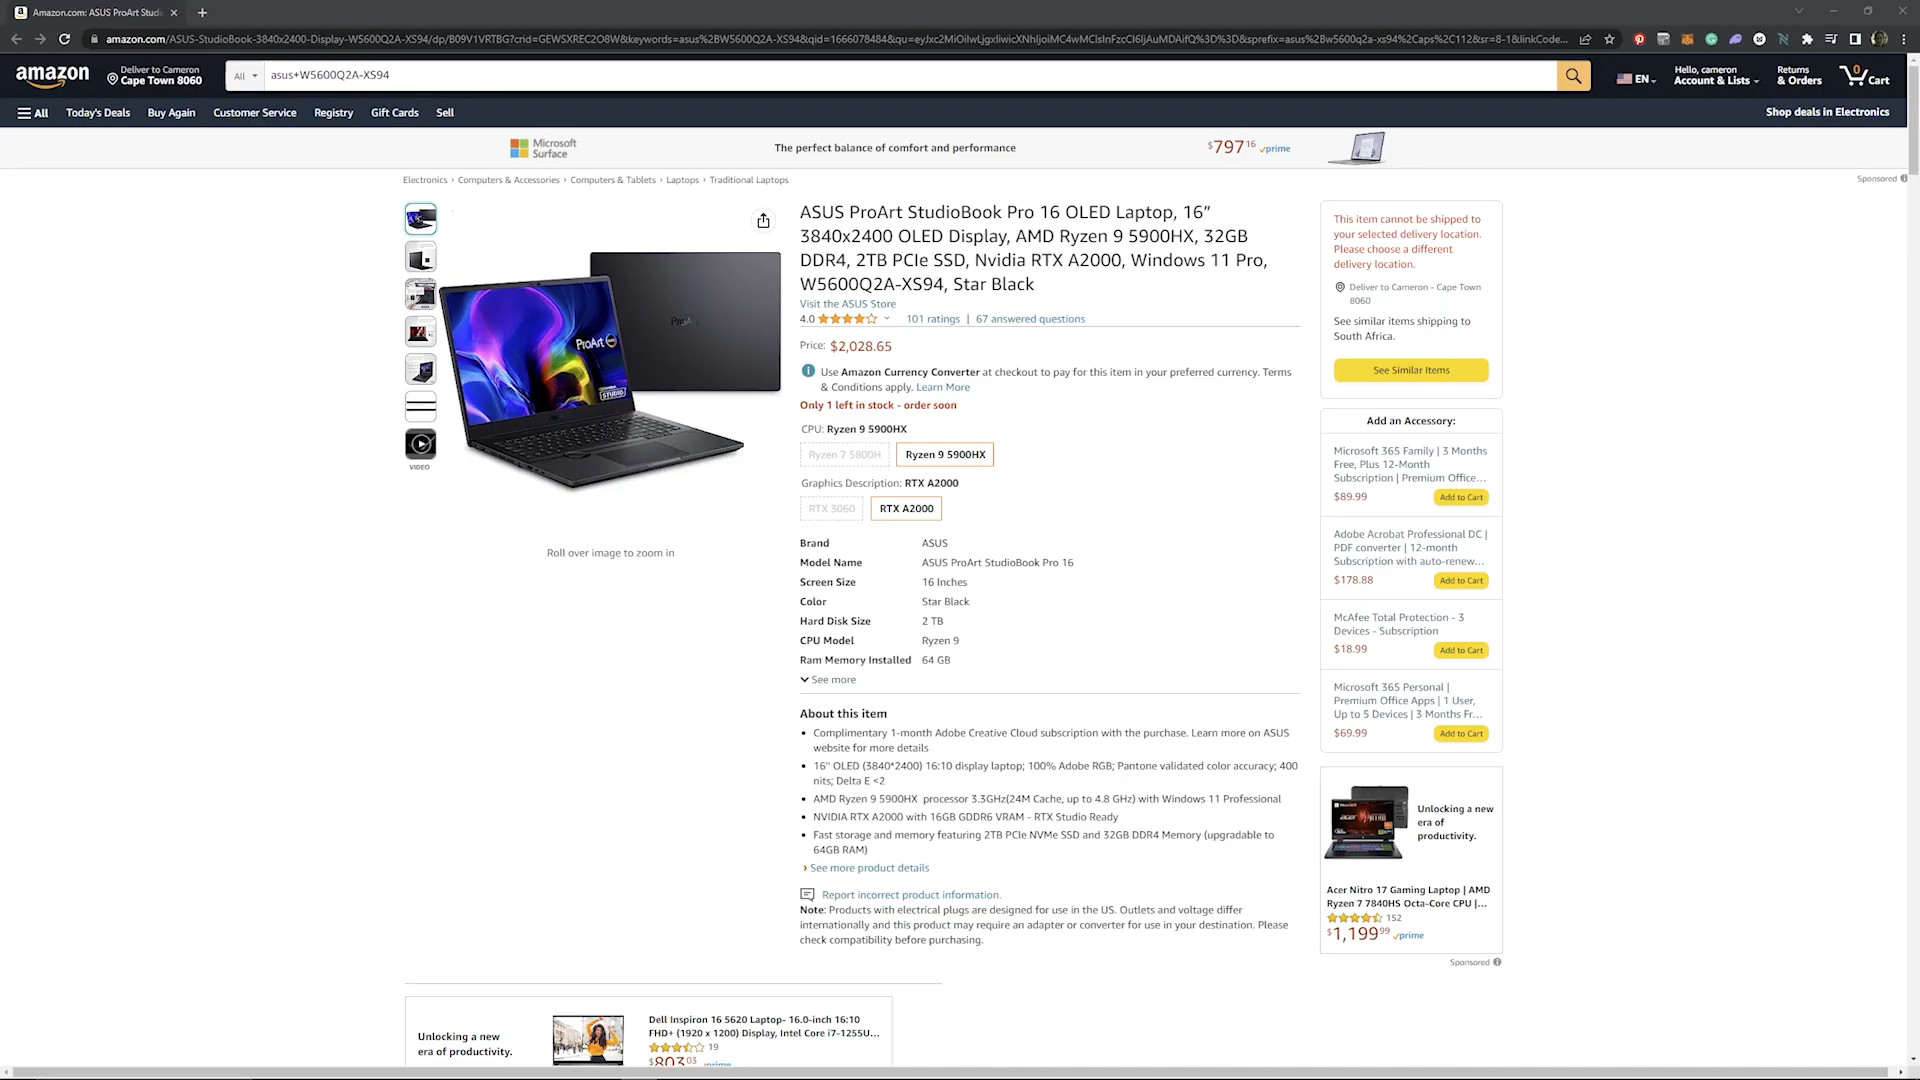 Amazon.com: ASUS ProArt Studi
amazon.com/ASUS-StudioBook-3840x2400-Display-W5600Q2A-XS94/dp/B09V1VRTBG?crid=
amazon
Deliver to Cameron
Cape Town 8060
All
asus+W5600Q2A-XS94
EN
Hello, cameron
Account & Lists
Returns
& Orders
0
Cart
All
Today's Deals
Buy Again
Customer Service
Registry
Gift Cards
Sell
Shop deals in Electronics
Microsoft
Surface
The perfect balance of comfort and performance
$797 16 prime
Electronics › Computers & Accessories › Computers & Tablets › Laptops › Traditional Laptops
Sponsored
VIDEO
ProArt
ProArt
STUDIO
Roll over image to zoom in
ASUS ProArt StudioBook Pro 16 OLED Laptop, 16”
3840x2400 OLED Display, AMD Ryzen 9 5900HX, 32GB
DDR4, 2TB PCIe SSD, Nvidia RTX A2000, Windows 11 Pro,
W5600Q2A-XS94, Star Black
Visit the ASUS Store
4.0
101 ratings | 67 answered questions
Price: $2,028.65
Use Amazon Currency Converter at checkout to pay for this item in your preferred currency. Terms
& Conditions apply. Learn More
Only 1 left in stock - order soon
CPU: Ryzen 9 5900HX
Ryzen 7 5800H
Ryzen 9 5900HX
Graphics Description: RTX A2000
RTX 3060
RTX A2000
Brand ASUS
Model Name ASUS ProArt StudioBook Pro 16
Screen Size 16 Inches
Color Star Black
Hard Disk Size 2 TB
CPU Model Ryzen 9
Ram Memory Installed 64 GB
See more
About this item
• Complimentary 1-month Adobe Creative Cloud subscription with the purchase. Learn more on ASUS
website for more details
• 16'' OLED (3840*2400) 16:10 display laptop; 100% Adobe RGB; Pantone validated color accuracy; 400
nits; Delta E <2
• AMD Ryzen 9 5900HX processor 3.3GHz(24M Cache, up to 4.8 GHz) with Windows 11 Professional
• NVIDIA RTX A2000 with 16GB GDDR6 VRAM - RTX Studio Ready
• Fast storage and memory featuring 2TB PCIe NVMe SSD and 32GB DDR4 Memory (upgradable to
64GB RAM)
› See more product details
Report incorrect product information.
Note: Products with electrical plugs are designed for use in the US. Outlets and voltage differ
internationally and this product may require an adapter or converter for use in your destination. Please
check compatibility before purchasing.
This item cannot be shipped to
your selected delivery location.
Please choose a different
delivery location.
Deliver to Cameron - Cape Town
8060
See similar items shipping to
South Africa.
See Similar Items
Add an Accessory:
Microsoft 365 Family | 3 Months
Free, Plus 12-Month
Subscription | Premium Office...
$89.99
Add to Cart
Adobe Acrobat Professional DC |
PDF converter | 12-month
Subscription with auto-renew...
$178.88
Add to Cart
McAfee Total Protection - 3
Devices - Subscription
$18.99
Add to Cart
Microsoft 365 Personal |
Premium Office Apps | 1 User,
Up to 5 Devices | 3 Months Fr...
$69.99
Add to Cart
Unlocking a new
era of
productivity.
Acer Nitro 17 Gaming Laptop | AMD
Ryzen 7 7840HS Octa-Core CPU |...
152
$1,199 99 prime
Sponsored
Unlocking a new
era of productivity.
Dell Inspiron 16 5620 Laptop- 16.0-inch 16:10
FHD+ (1920 x 1200) Display, Intel Core i7-1255U...
19
$803 03 prime